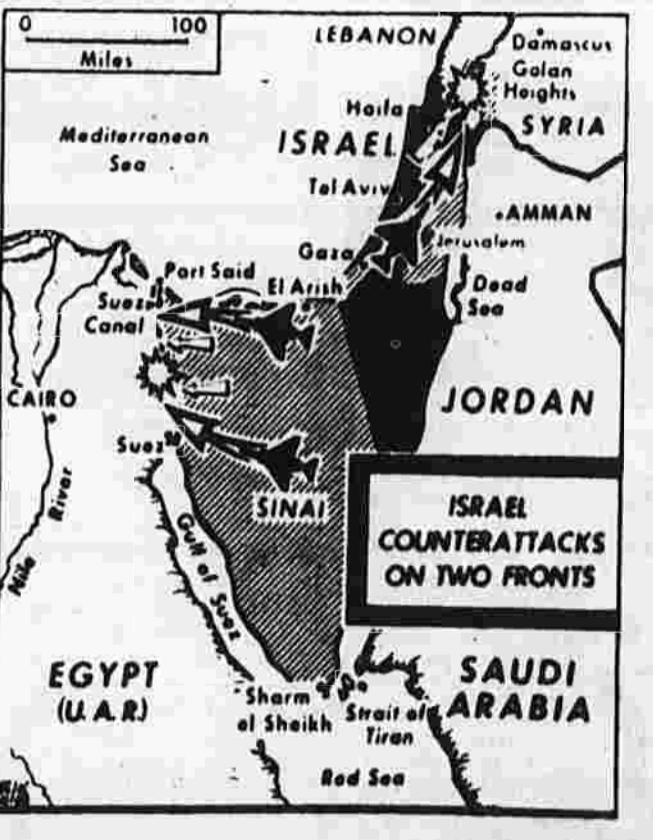 0 100
Miles
LEBANON
Damascus
Golan
Heights
Haifa
SYRIA
Mediterranean
Sea
ISRAEL
Tel Aviv
AMMAN
Jerusalem
Gaza
Port Said
El Arish
Dead
Sea
Suez
Canal
CAIRO
JORDAN
Suez
SINAI
ISRAEL
COUNTERATTACKS
ON TWO FRONTS
Nile River
Gulf of Suez
EGYPT
(U.A.R.)
SAUDI
ARABIA
Sharm
el Sheikh
Strait of
Tiran
Red Sea